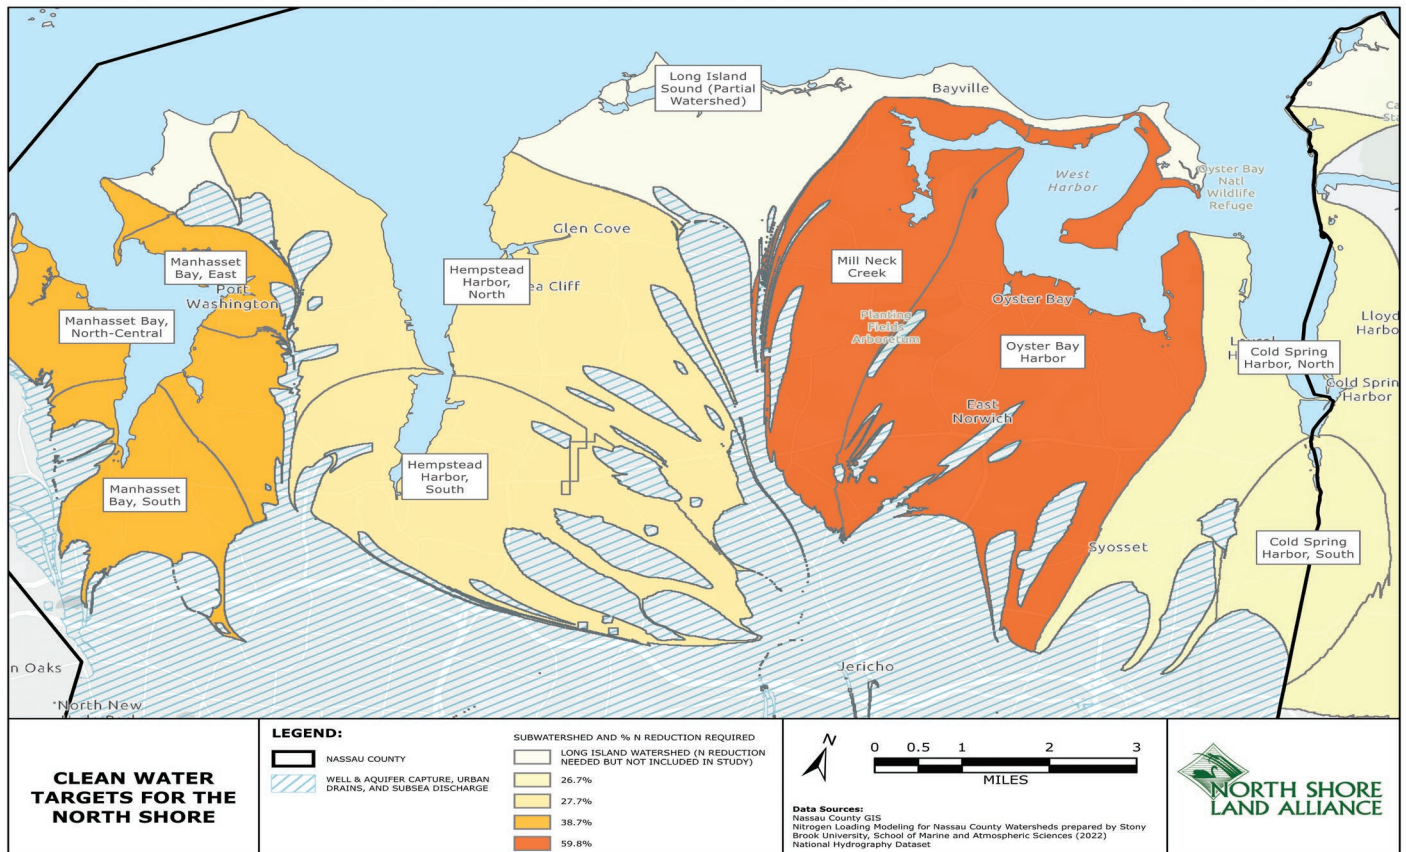 Long Island
Sound (Partial
Watershed)
Bayville
West
Harbor
Oyster Bay
Natl
Wildlife
Refuge
Glen Cove
Manhasset
Bay, East
Port
Washington
Hempstead
Harbor,
North
ea Cliff
Mill Neck
Creek
Oyster Bay
Manhasset Bay,
North-Central
Planting
Fields
Arboretum
Oyster Bay
Harbor
Lloyd
Harbo
Cold Spring
Harbor, North
Cold Sprin
Harbor
East
Norwich
Hempstead
Harbor,
South
Manhasset
Bay, South
Syosset
Cold Spring
Harbor, South
n Oaks
Jericho
North New
CLEAN WATER
TARGETS FOR THE
NORTH SHORE
LEGEND:
NASSAU COUNTY
WELL & AQUIFER CAPTURE, URBAN
DRAINS, AND SUBSEA DISCHARGE
SUBWATERSHED AND % N REDUCTION REQUIRED
LONG ISLAND WATERSHED (N REDUCTION
NEEDED BUT NOT INCLUDED IN STUDY)
26.7%
27.7%
38.7%
59.8%
N
0 0.5 1 2 3
MILES
Data Sources:
Nassau County GIS
Nitrogen Loading Modeling for Nassau County Watersheds prepared by Stony
Brook University, School of Marine and Atmospheric Sciences (2022)
National Hydrography Dataset
NORTH SHORE
LAND ALLIANCE